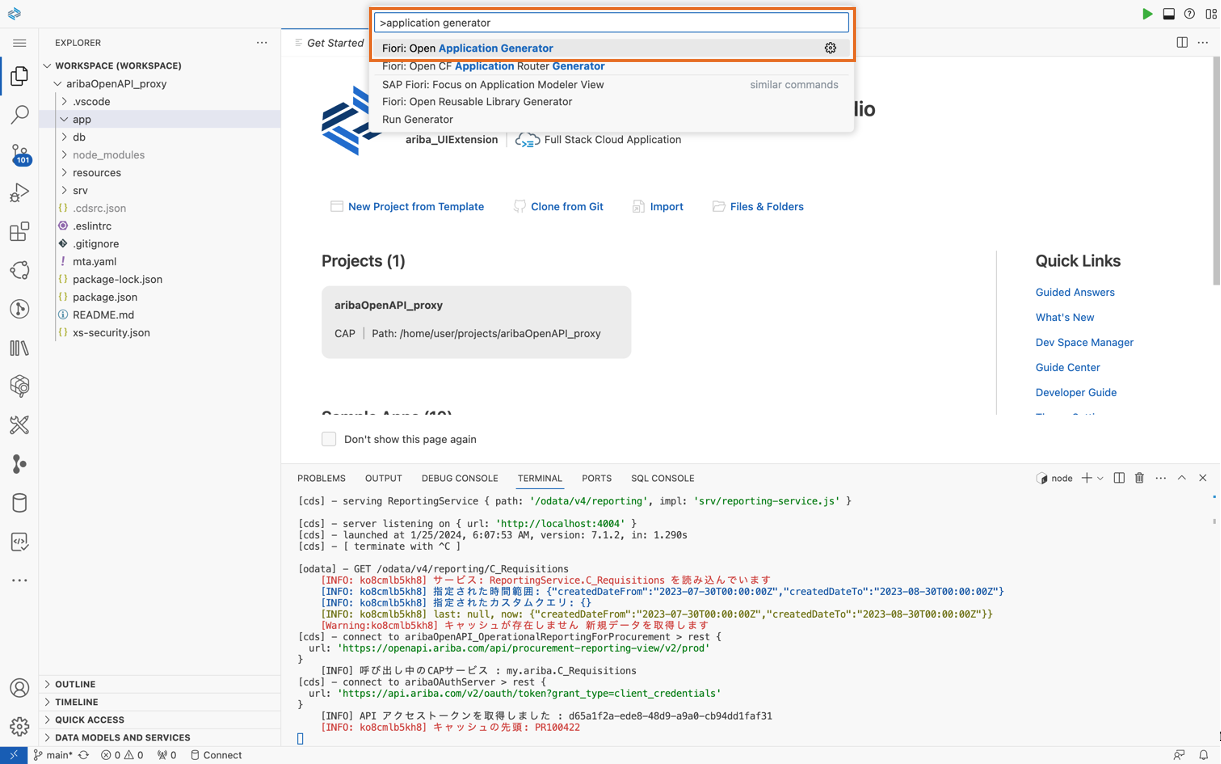 >application generator
Fiori: Open Application Generator
Fiori: Open CF Application Router Generator
SAP Fiori: Focus on Application Modeler View
similar commands
Fiori: Open Reusable Library Generator
Run Generator
EXPLORER
WORKSPACE (WORKSPACE)
aribaOpenAPI_proxy
.vscode
app
db
node_modules
resources
srv
.cdsrc.json
.eslintrc
.gitignore
mta.yaml
package-lock.json
package.json
README.md
xs-security.json
101
OUTLINE
TIMELINE
QUICK ACCESS
DATA MODELS AND SERVICES
Get Started
lio
ariba_UIExtension
Full Stack Cloud Application
New Project from Template
Clone from Git
Import
Files & Folders
Projects (1)
aribaOpenAPI_proxy
CAP | Path: /home/user/projects/aribaOpenAPI_proxy
Quick Links
Guided Answers
What's New
Dev Space Manager
Guide Center
Developer Guide
Don't show this page again
PROBLEMS
OUTPUT
DEBUG CONSOLE
TERMINAL
PORTS
SQL CONSOLE
node
[cds] - serving ReportingService { path: '/odata/v4/reporting', impl: 'srv/reporting-service.js' }
[cds] - server listening on { url: 'http://localhost:4004' }
[cds] - launched at 1/25/2024, 6:07:53 AM, version: 7.1.2, in: 1.290s
[cds] - [ terminate with ^C ]
[odata] - GET /odata/v4/reporting/C_Requisitions
[INFO: ko8cmlb5kh8] サービス: ReportingService.C_Requisitions を読み込んでいます
[INFO: ko8cmlb5kh8] 指定された時間範囲: {"createdDateFrom":"2023-07-30T00:00:00Z","createdDateTo":"2023-08-30T00:00:00Z"}
[INFO: ko8cmlb5kh8] 指定されたカスタムクエリ: {}
[INFO: ko8cmlb5kh8] last: null, now: {"createdDateFrom":"2023-07-30T00:00:00Z","createdDateTo":"2023-08-30T00:00:00Z"}}
[Warning:ko8cmlb5kh8] キャッシュが存在しません 新規データを取得します
[cds] - connect to aribaOpenAPI_OperationalReportingForProcurement > rest {
url: 'https://openapi.ariba.com/api/procurement-reporting-view/v2/prod'
}
[INFO] 呼び出し中のCAPサービス : my.ariba.C_Requisitions
[cds] - connect to aribaOAuthServer > rest {
url: 'https://api.ariba.com/v2/oauth/token?grant_type=client_credentials'
}
[INFO] API アクセストークンを取得しました : d65a1f2a-ede8-48d9-a9a0-cb94dd1faf31
[INFO: ko8cmlb5kh8] キャッシュの先頭: PR100422
main*
0
0
0
Connect